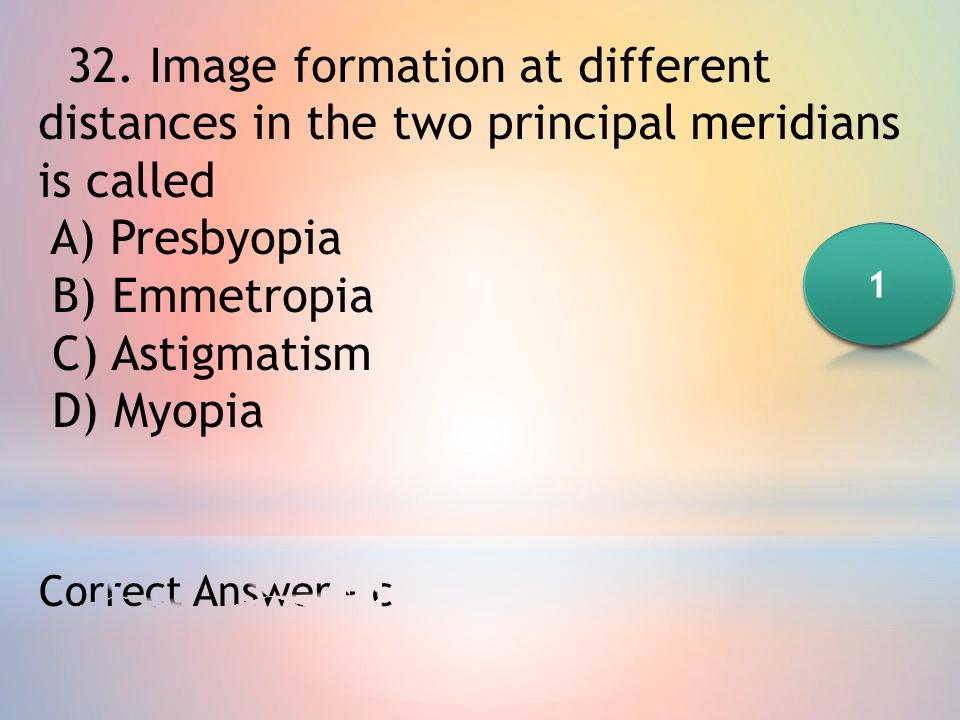 32. Image formation at different
distances in the two principal meridians
is called
A) Presbyopia
B) Emmetropia
C) Astigmatism
D) Myopia
1
Correct Answer - c